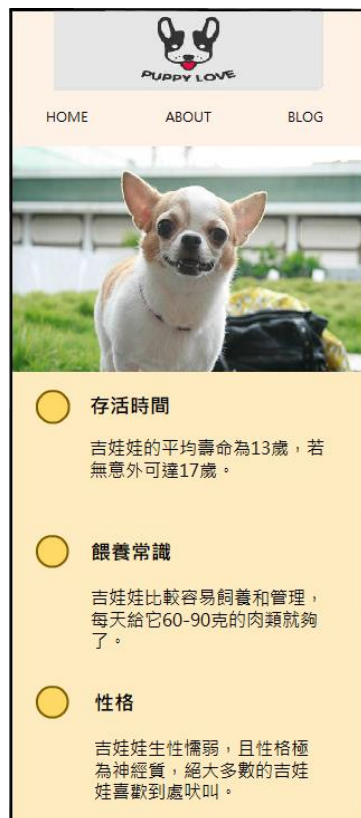 PUPPY LOVE
HOME ABOUT BLOG
存活時間
吉娃娃的平均壽命為13歲，若
無意外可達17歲。
餵養常識
吉娃娃比較容易飼養和管理，
每天給它60-90克的肉類就夠
了。
性格
吉娃娃生性懦弱，且性格極
為神經質，絕大多數的吉娃
娃喜歡到處吠叫。